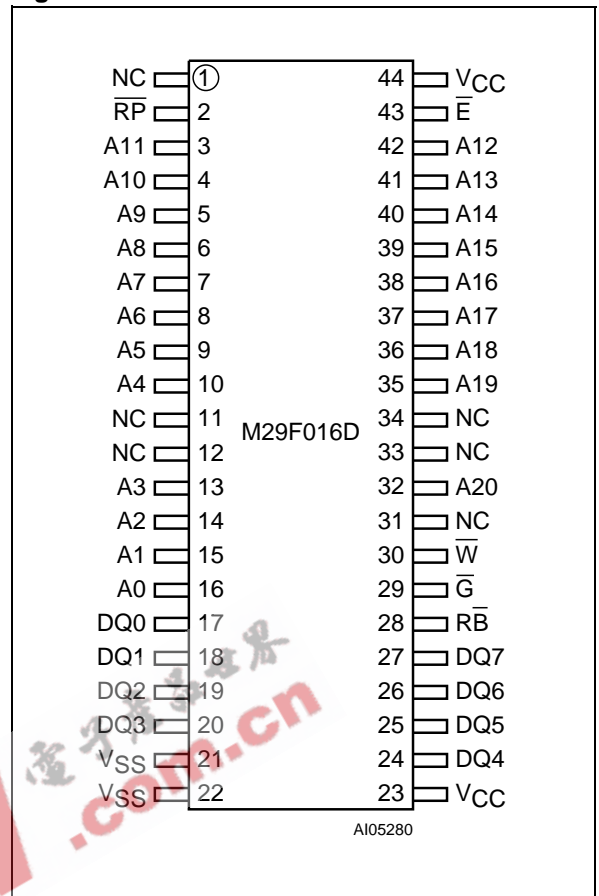 NC 1 44 VCC
R̅P̅ 2 43 E̅
A11 3 42 A12
A10 4 41 A13
A9 5 40 A14
A8 6 39 A15
A7 7 38 A16
A6 8 37 A17
A5 9 36 A18
A4 10 35 A19
NC 11 34 NC
M29F016D
NC 12 33 NC
A3 13 32 A20
A2 14 31 NC
A1 15 30 W̅
A0 16 29 G̅
DQ0 17 28 RB̅
DQ1 18 27 DQ7
DQ2 19 26 DQ6
DQ3 20 25 DQ5
VSS 21 24 DQ4
VSS 22 23 VCC
AI05280
.com.cn